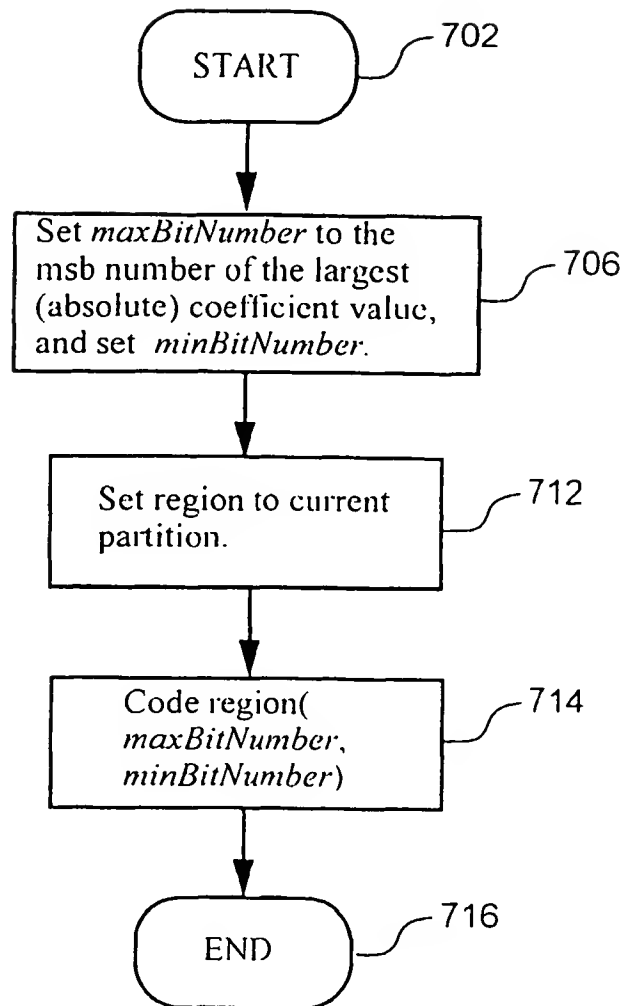 START
702
Set maxBitNumber to the
msb number of the largest
(absolute) coefficient value,
and set minBitNumber.
706
Set region to current
partition.
712
Code region(
maxBitNumber,
minBitNumber)
714
END
716